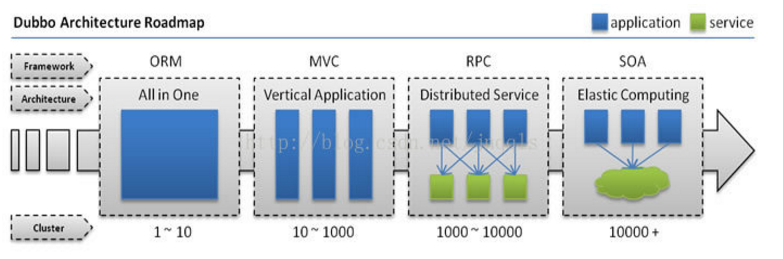 Dubbo Architecture Roadmap
application
service
Framework
ORM
MVC
RPC
SOA
Architecture
All in One
Vertical Application
Distributed Service
Elastic Computing
Cluster
1 ~ 10
10 ~ 1000
1000 ~ 10000
10000 +